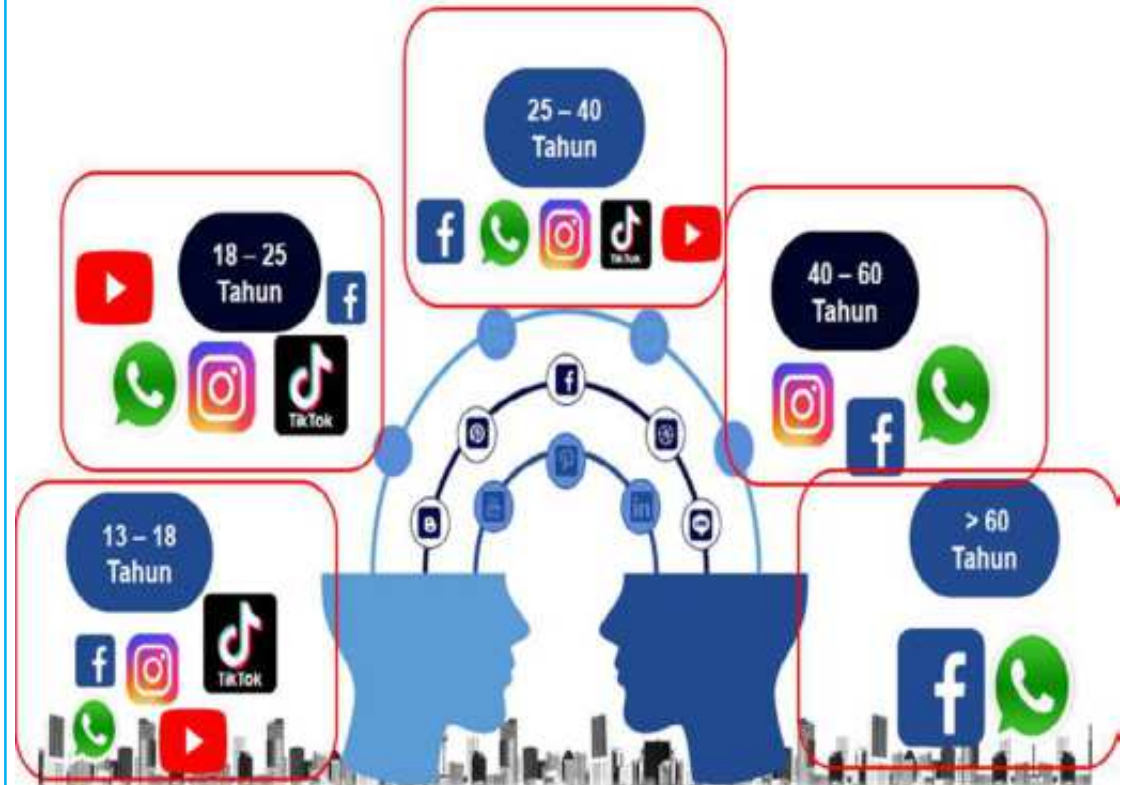 25 – 40
Tahun
TikTok
18 – 25
Tahun
TikTok
40 – 60
Tahun
13 – 18
Tahun
TikTok
> 60
Tahun